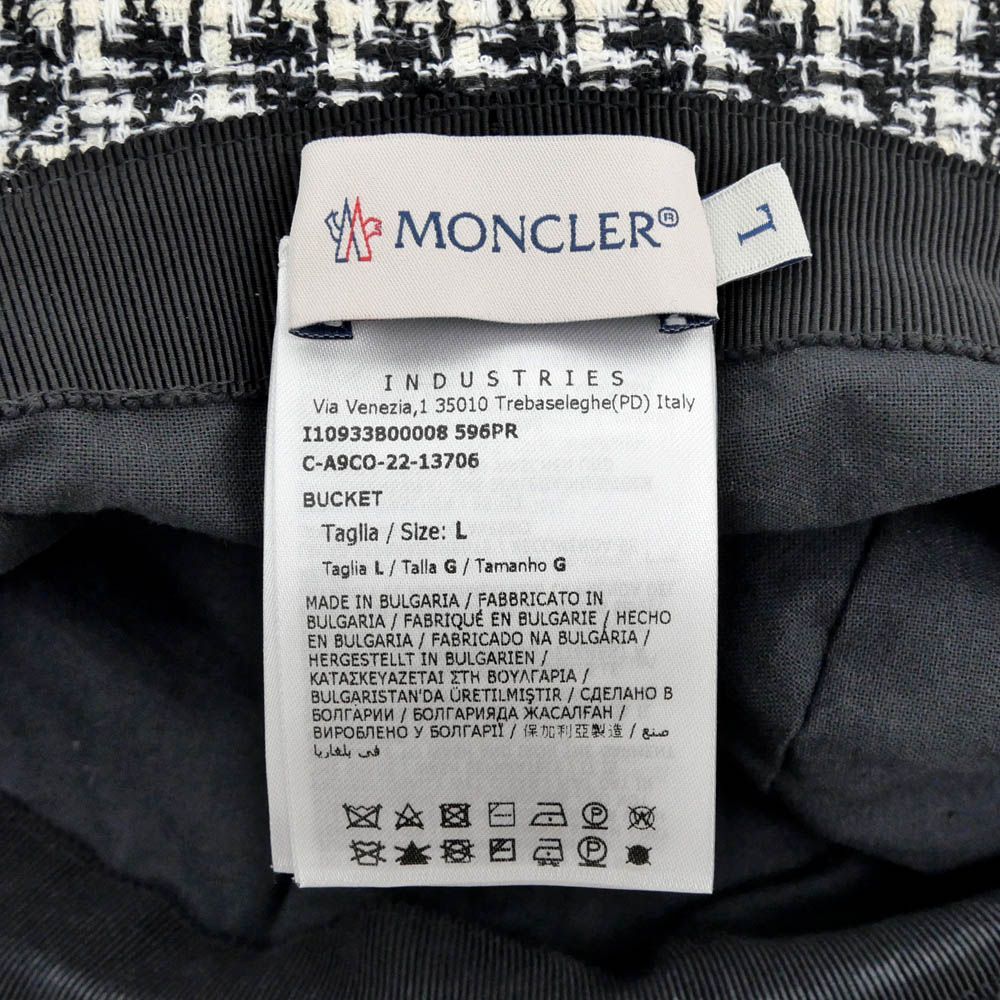 MONCLER®
L
INDUSTRIES
Via Venezia,1 35010 Trebaseleghe(PD) Italy
I10933B00008 596PR
C-A9CO-22-13706
BUCKET
Taglia / Size: L
Taglia L / Talla G / Tamanho G
MADE IN BULGARIA / FABBRICATO IN
BULGARIA / FABRIQUÉ EN BULGARIE / HECHO
EN BULGARIA / FABRICADO NA BULGÁRIA /
HERGESTELLT IN BULGARIEN /
ΚΑΤΑΣΚΕΥΑΖΕΤΑΙ ΣΤΗ ΒΟΥΛΓΑΡΙΑ /
BULGARISTAN'DA ÜRETILMIŞTIR / СДЕЛАНО В
БОЛГАРИИ / БОЛГАРИЯДА ЖАСАЛҒАН /
ВИРОБЛЕНО У БОЛГАРІЇ / 保加利亞製造 / صنع
في بلغاريا